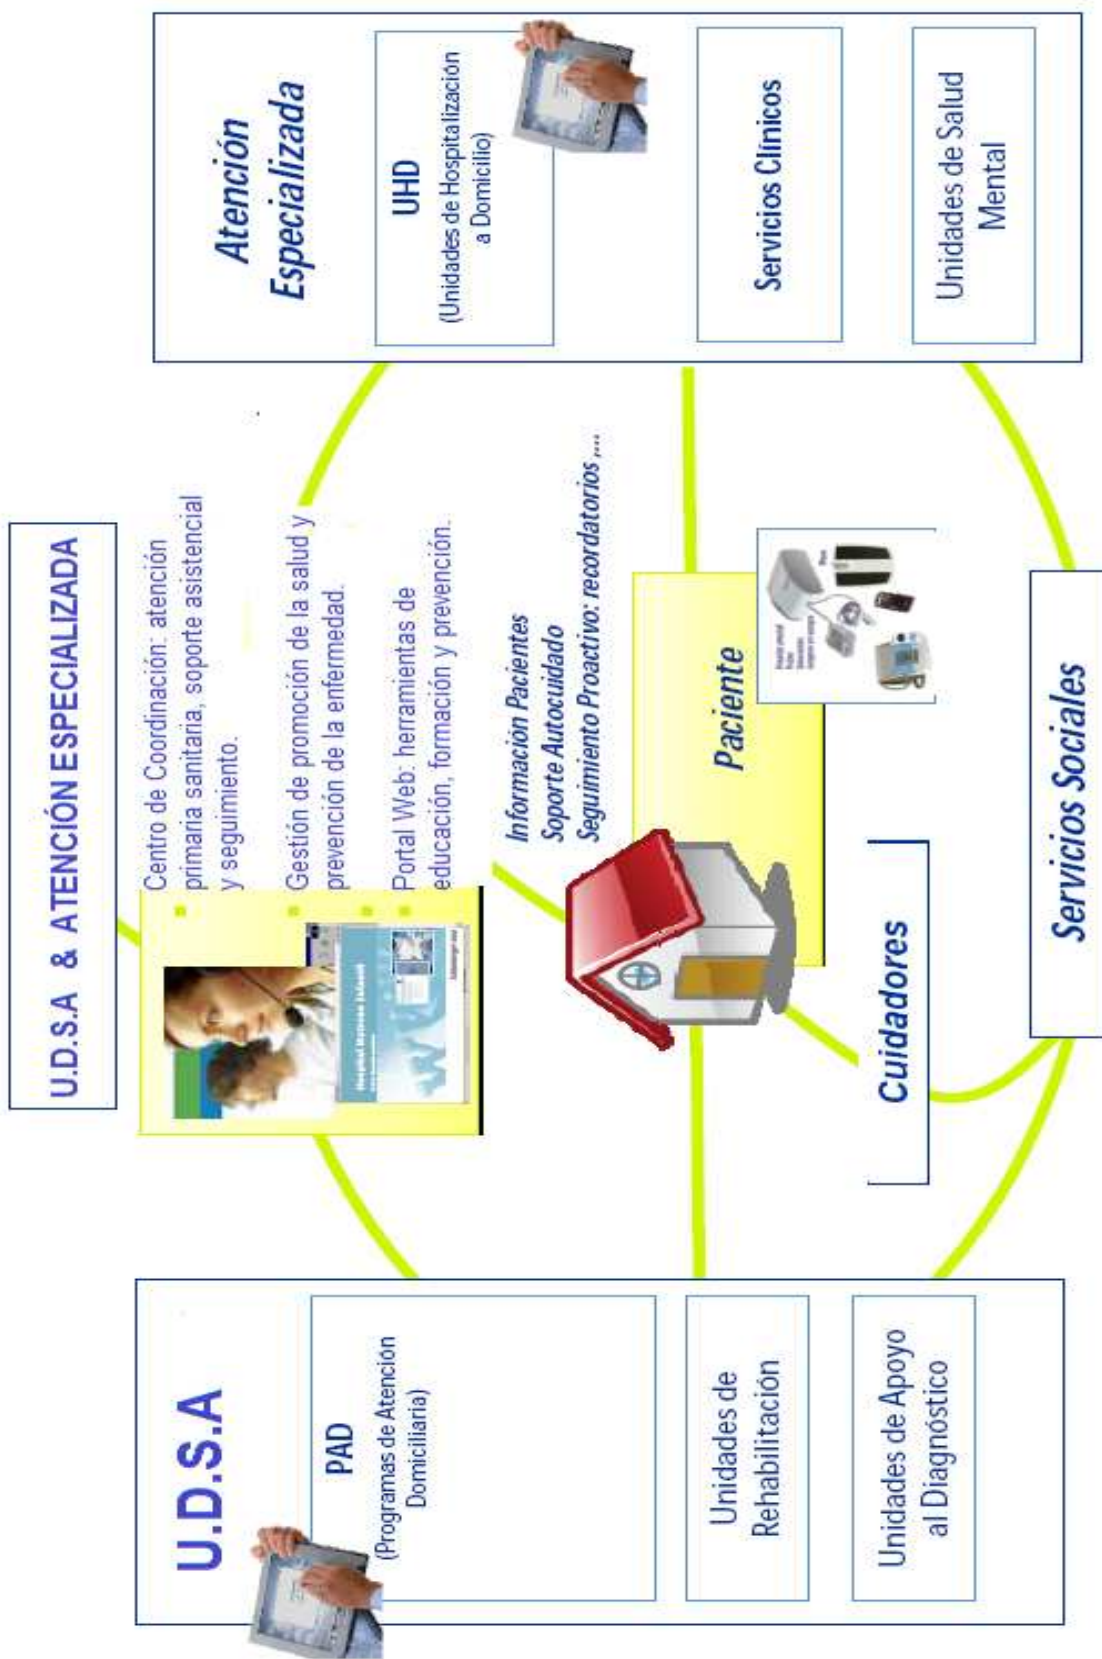 U.D.S.A & ATENCIÓN ESPECIALIZADA
U.D.S.A
PAD
(Programas de Atención
Domiciliaria)
Unidades de
Rehabilitación
Unidades de Apoyo
al Diagnóstico
Centro de Coordinación: atención
primaria sanitaria, soporte asistencial
y seguimiento.
Gestión de promoción de la salud y
prevención de la enfermedad.
Portal Web: herramientas de
educación, formación y prevención.
Información Pacientes
Soporte Autocuidado
Seguimiento Proactivo: recordatorios ,...
Paciente
Cuidadores
Servicios Sociales
Atención
Especializada
UHD
(Unidades de Hospitalización
a Domicilio)
Servicios Clínicos
Unidades de Salud
Mental